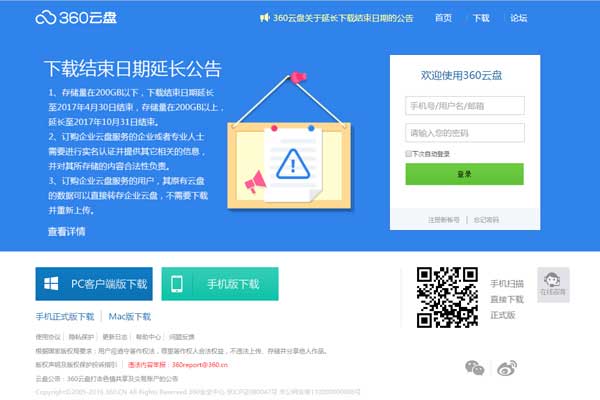 360云盘
360云盘关于延长下载结束日期的公告
首页 | 下载 | 论坛
下载结束日期延长公告
1、存储量在200GB以下，下载结束日期延长
至2017年4月30日结束，存储量在200GB以上，
延长至2017年10月31日结束。
2、订购企业云盘服务的企业或者专业人士
需要进行实名认证并提供其它相关的信息，
并对其所存储的内容合法性负责。
3、订购企业云盘服务的用户，其原有云盘
的数据可以直接转存企业云盘，不需要下载
并重新上传。
查看详情
欢迎使用360云盘
手机号/用户名/邮箱
请输入您的密码
下次自动登录
登录
注册新帐号 | 忘记密码
PC客户端版下载
手机版下载
手机正式版下载 | Mac版下载
手机扫描
直接下载
正式版
在线咨询
使用协议 | 隐私保护 | 更新日志 | 帮助中心 | 问题反馈
根据国家版权局要求：用户应遵守著作权法，尊重著作权人合法权益，不违法上传、存储并分享他人作品。
版权声明及版权保护投诉指引 | 违法内容举报：360report@360.cn
云盘公告：360云盘打击色情共享及交易账户的公告
Copyright©2005-2016 360.CN All Rights Reserved 360安全中心